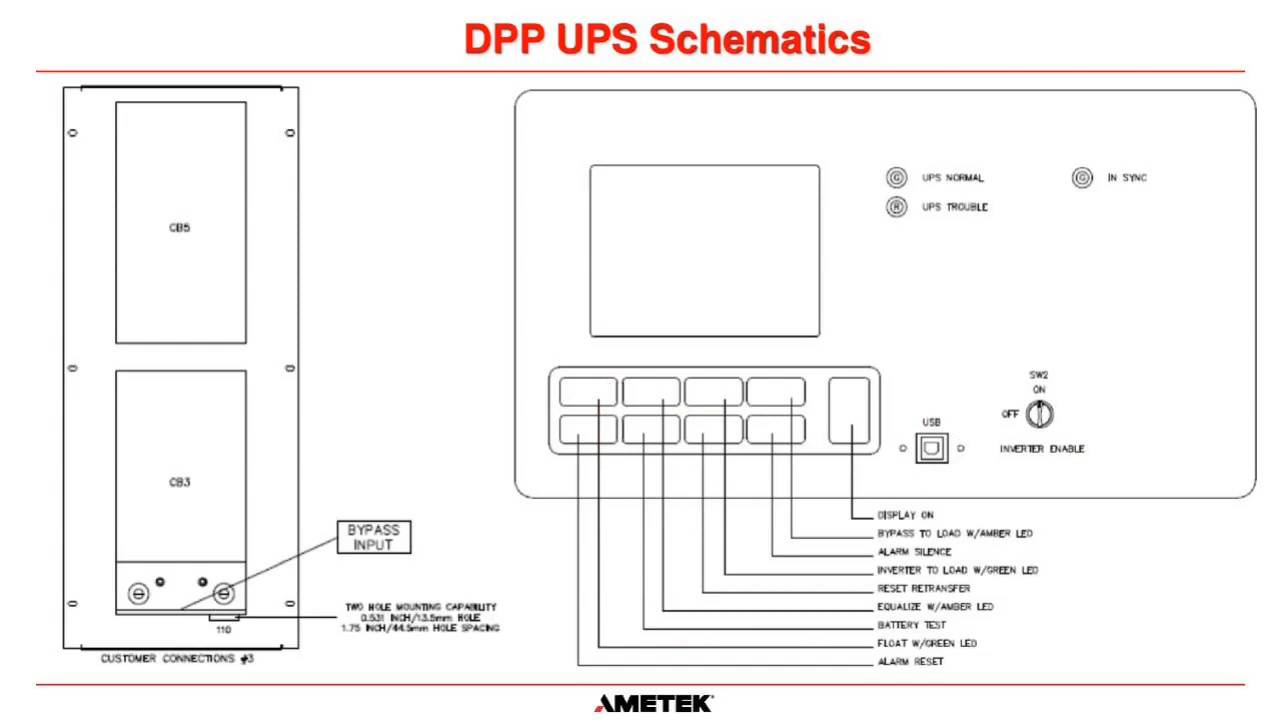 DPP UPS Schematics
CB5
CB3
BYPASS
INPUT
TWO HOLE MOUNTING CAPABILITY
0.531 INCH/13.5mm HOLE
1.75 INCH/44.5mm HOLE SPACING
110
CUSTOMER CONNECTIONS #3
G UPS NORMAL
G IN SYNC
R UPS TROUBLE
SW2
ON
OFF
USB
INVERTER ENABLE
DISPLAY ON
BYPASS TO LOAD W/AMBER LED
ALARM SILENCE
INVERTER TO LOAD W/GREEN LED
RESET RETRANSFER
EQUALIZE W/AMBER LED
BATTERY TEST
FLOAT W/GREEN LED
ALARM RESET
AMETEK